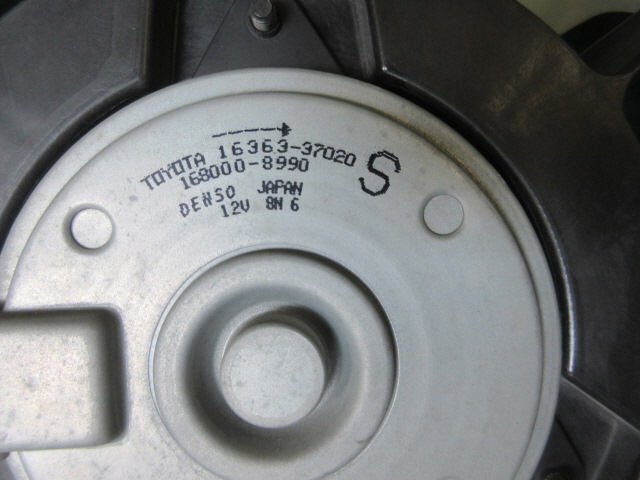 TOYOTA 16363-37020
168000-8990 S
DENSO JAPAN
12V 8N 6